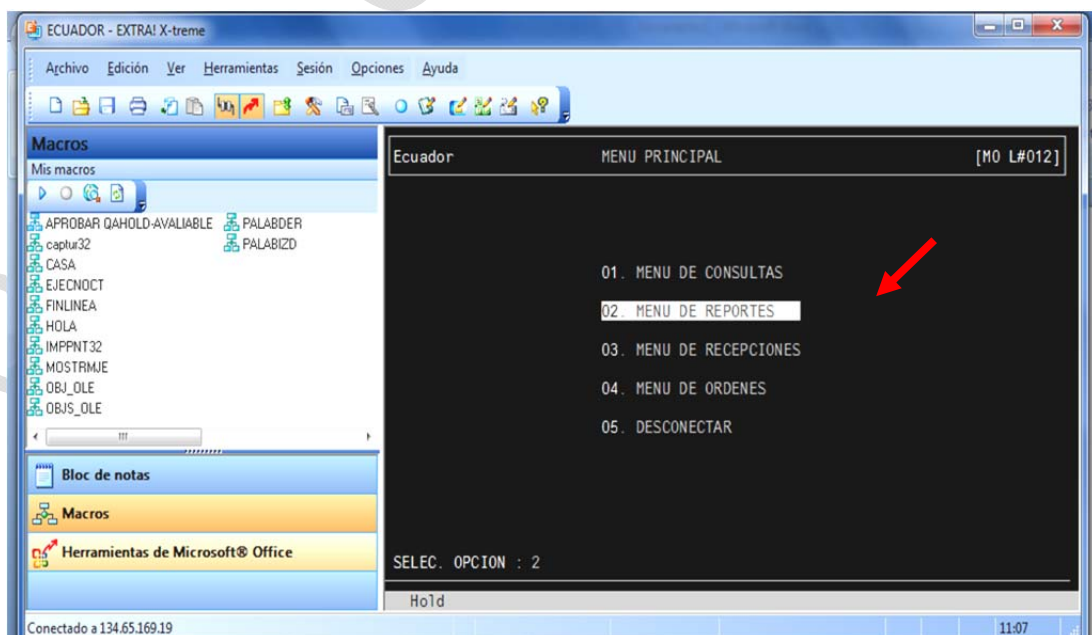 ECUADOR - EXTRA! X-treme
Archivo Edición Ver Herramientas Sesión Opciones Ayuda
Macros
Mis macros
APROBAR QAHOLD-AVALIABLE PALABDER
captur32 PALABIZD
CASA
EJECNOCT
FINLINEA
HOLA
IMPPNT32
MOSTRMJE
OBJ_OLE
OBJS_OLE
Bloc de notas
Macros
Herramientas de Microsoft® Office
Ecuador MENU PRINCIPAL [M0 L#012]
01. MENU DE CONSULTAS
02. MENU DE REPORTES
03. MENU DE RECEPCIONES
04. MENU DE ORDENES
05. DESCONECTAR
SELEC. OPCION : 2
Hold
Conectado a 134.65.169.19 11:07